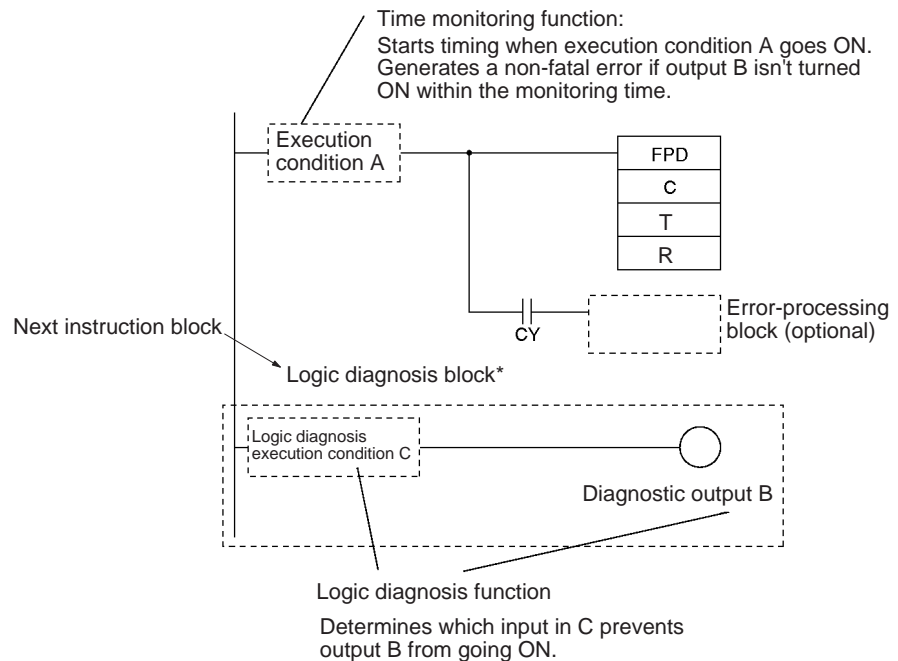 Time monitoring function:
Starts timing when execution condition A goes ON.
Generates a non-fatal error if output B isn't turned
ON within the monitoring time.
Execution
condition A
FPD
C
T
R
CY
Error-processing
block (optional)
Next instruction block
Logic diagnosis block*
Logic diagnosis
execution condition C
Diagnostic output B
Logic diagnosis function
Determines which input in C prevents
output B from going ON.